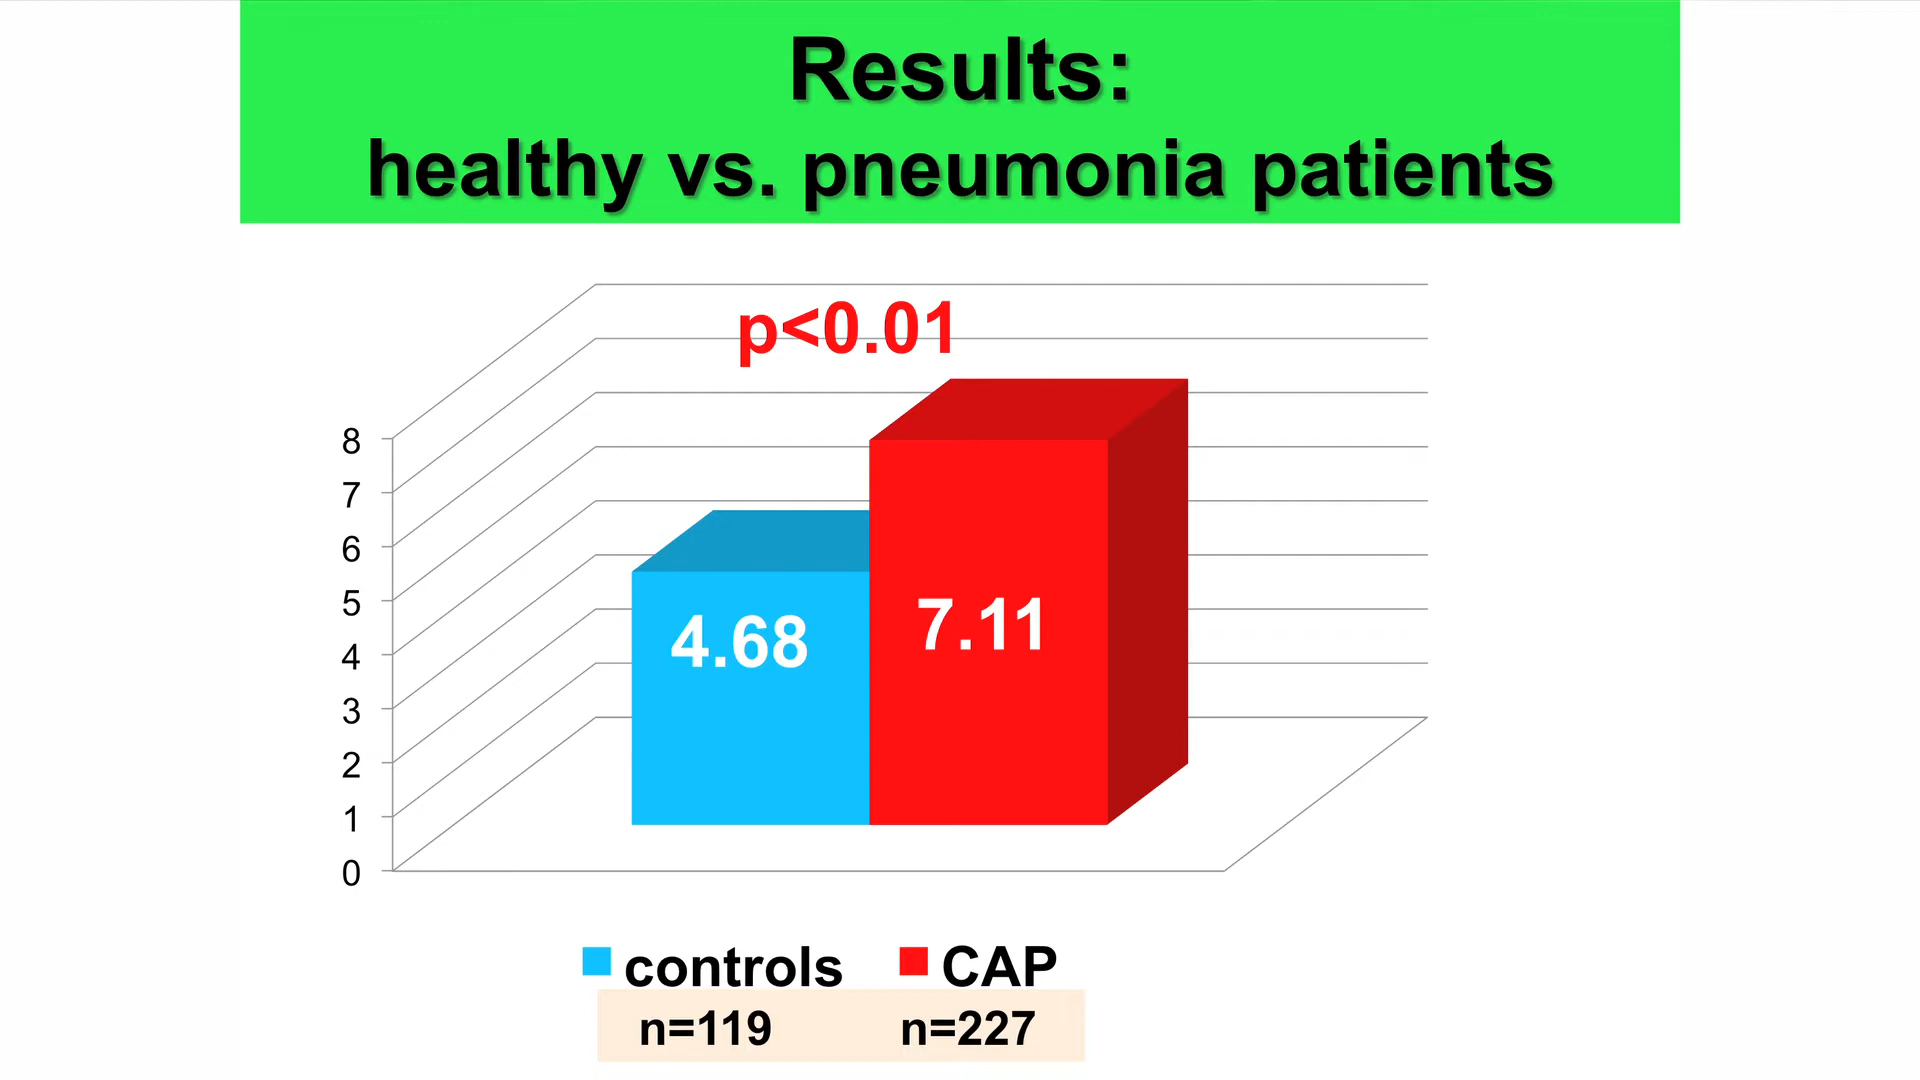 Results:
healthy vs. pneumonia patients
p<0.01
8
7
6
5
4
3
2
1
0
4.68
7.11
controls CAP
n=119 n=227